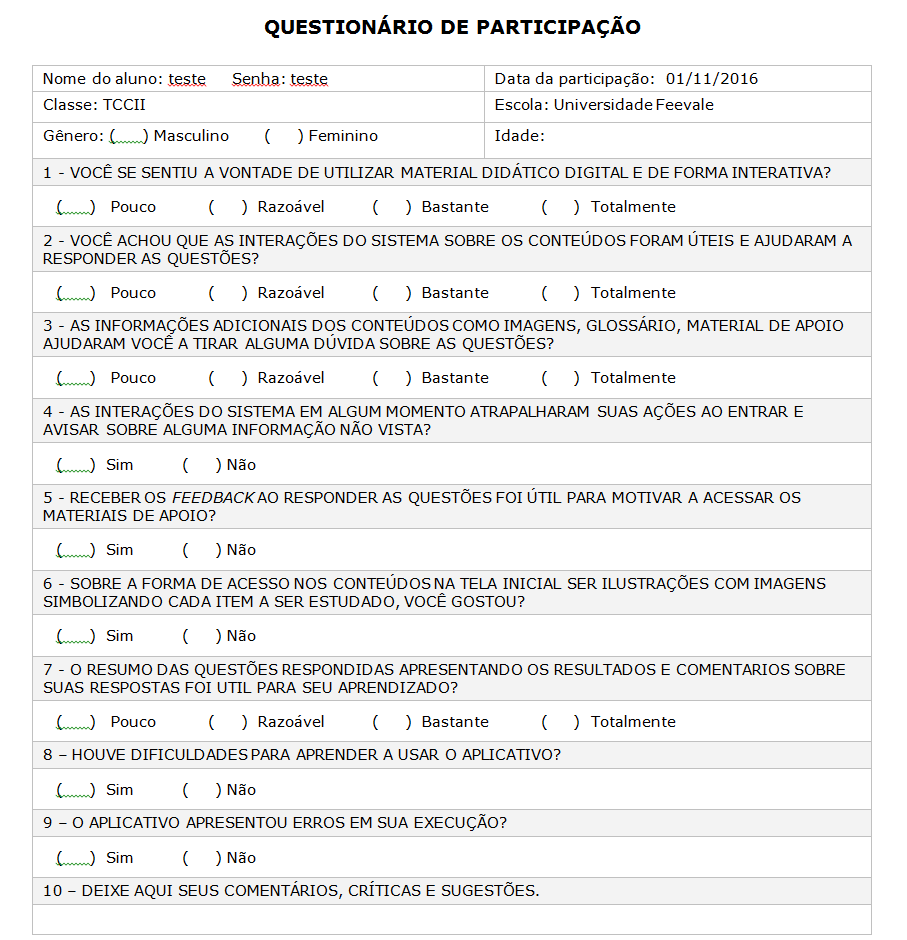 QUESTIONÁRIO DE PARTICIPAÇÃO
Nome do aluno: teste Senha: teste Data da participação: 01/11/2016
Classe: TCCII Escola: Universidade Feevale
Gênero: ( ) Masculino ( ) Feminino Idade:
1 - VOCÊ SE SENTIU A VONTADE DE UTILIZAR MATERIAL DIDÁTICO DIGITAL E DE FORMA INTERATIVA?
( ) Pouco ( ) Razoável ( ) Bastante ( ) Totalmente
2 - VOCÊ ACHOU QUE AS INTERAÇÕES DO SISTEMA SOBRE OS CONTEÚDOS FORAM ÚTEIS E AJUDARAM A
RESPONDER AS QUESTÕES?
( ) Pouco ( ) Razoável ( ) Bastante ( ) Totalmente
3 - AS INFORMAÇÕES ADICIONAIS DOS CONTEÚDOS COMO IMAGENS, GLOSSÁRIO, MATERIAL DE APOIO
AJUDARAM VOCÊ A TIRAR ALGUMA DÚVIDA SOBRE AS QUESTÕES?
( ) Pouco ( ) Razoável ( ) Bastante ( ) Totalmente
4 - AS INTERAÇÕES DO SISTEMA EM ALGUM MOMENTO ATRAPALHARAM SUAS AÇÕES AO ENTRAR E
AVISAR SOBRE ALGUMA INFORMAÇÃO NÃO VISTA?
( ) Sim ( ) Não
5 - RECEBER OS FEEDBACK AO RESPONDER AS QUESTÕES FOI ÚTIL PARA MOTIVAR A ACESSAR OS
MATERIAIS DE APOIO?
( ) Sim ( ) Não
6 - SOBRE A FORMA DE ACESSO NOS CONTEÚDOS NA TELA INICIAL SER ILUSTRAÇÕES COM IMAGENS
SIMBOLIZANDO CADA ITEM A SER ESTUDADO, VOCÊ GOSTOU?
( ) Sim ( ) Não
7 - O RESUMO DAS QUESTÕES RESPONDIDAS APRESENTANDO OS RESULTADOS E COMENTARIOS SOBRE
SUAS RESPOSTAS FOI UTIL PARA SEU APRENDIZADO?
( ) Pouco ( ) Razoável ( ) Bastante ( ) Totalmente
8 – HOUVE DIFICULDADES PARA APRENDER A USAR O APLICATIVO?
( ) Sim ( ) Não
9 – O APLICATIVO APRESENTOU ERROS EM SUA EXECUÇÃO?
( ) Sim ( ) Não
10 – DEIXE AQUI SEUS COMENTÁRIOS, CRÍTICAS E SUGESTÕES.